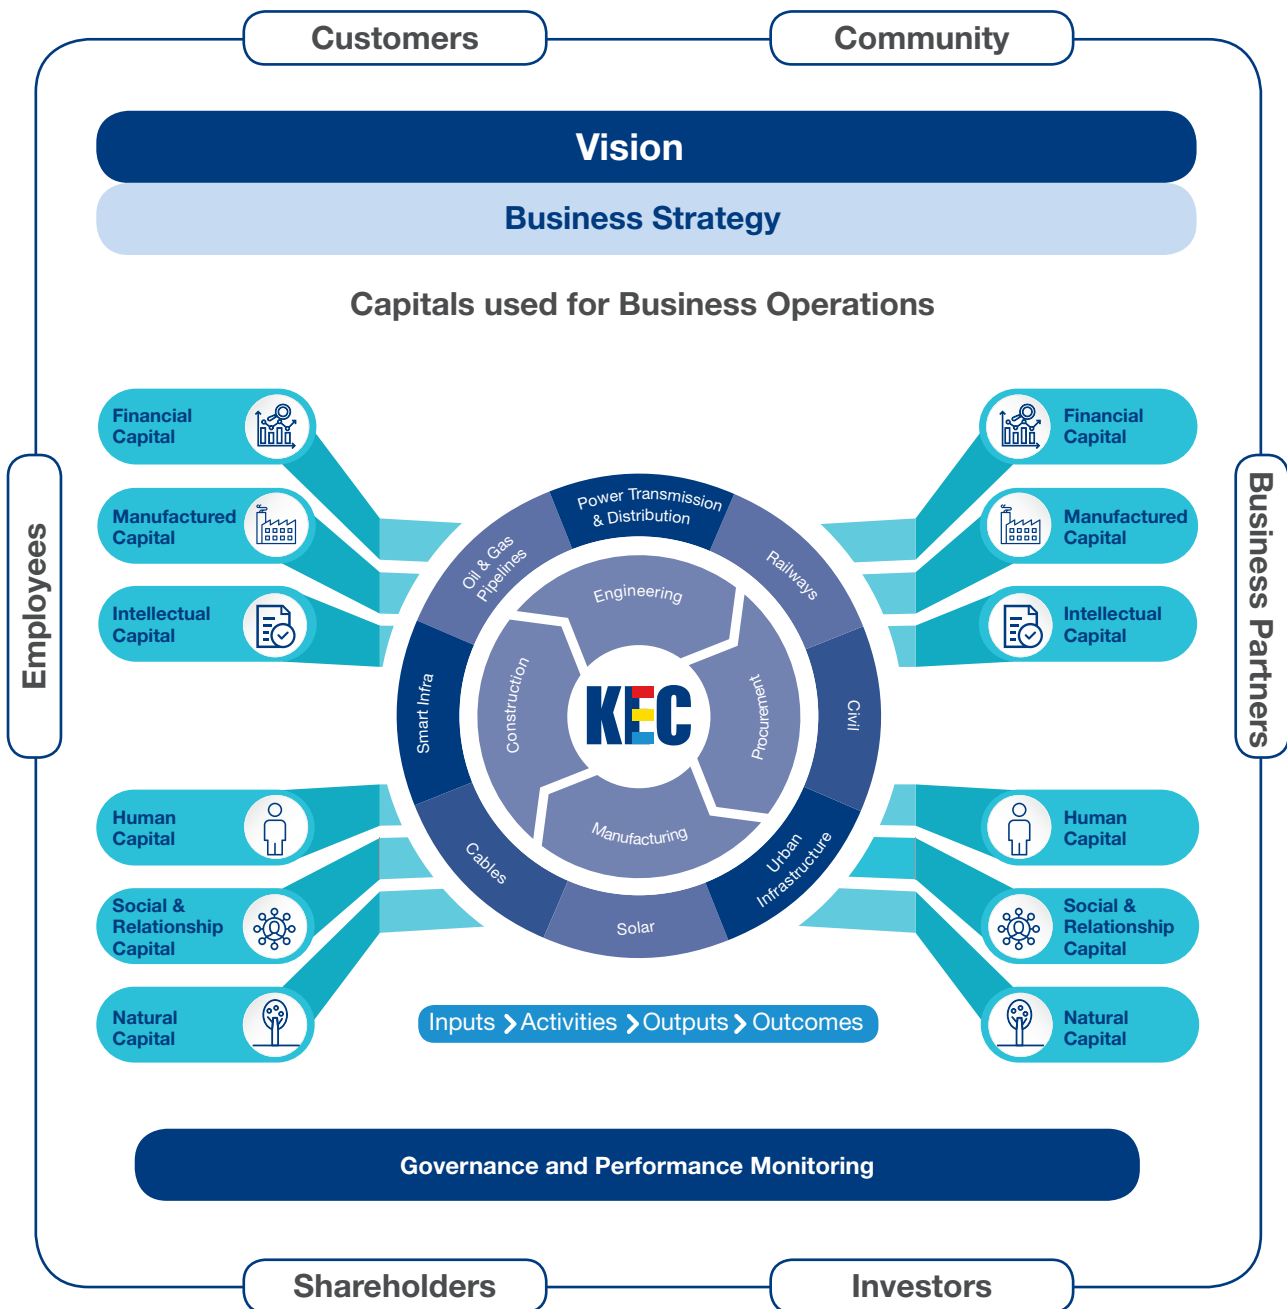 Customers
Community
Vision
Business Strategy
Capitals used for Business Operations
Employees
Business Partners
Financial
Capital
Manufactured
Capital
Intellectual
Capital
Human
Capital
Social &
Relationship
Capital
Natural
Capital
Power Transmission
& Distribution
Railways
Civil
Urban
Infrastructure
Solar
Cables
Smart Infra
Oil & Gas
Pipelines
Engineering
Procurement
Manufacturing
Construction
KEC
Financial
Capital
Manufactured
Capital
Intellectual
Capital
Human
Capital
Social &
Relationship
Capital
Natural
Capital
Inputs > Activities > Outputs > Outcomes
Governance and Performance Monitoring
Shareholders
Investors